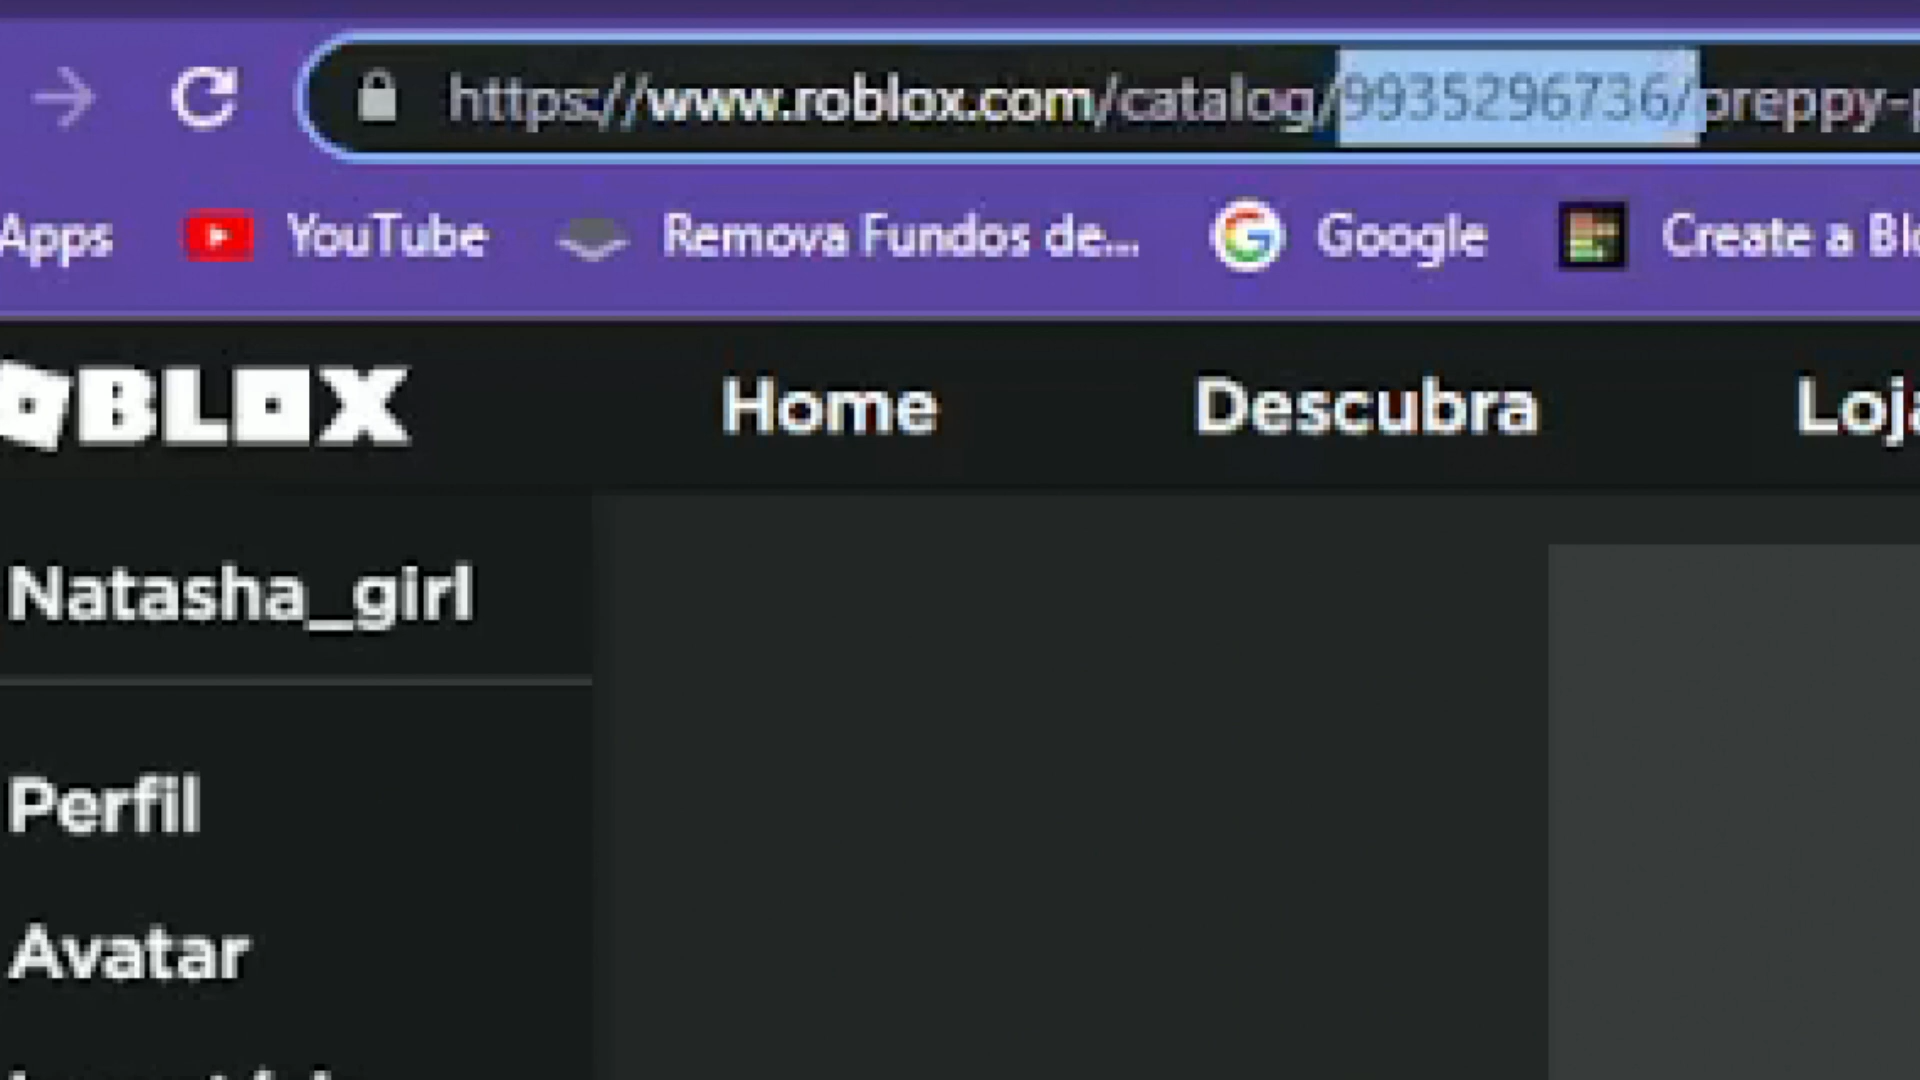 https://www.roblox.com/catalog/9935296736/preppy-
Apps YouTube Remova Fundos de... Google Create a Blo
ROBLOX Home Descubra Loja
Natasha_girl
Perfil
Avatar